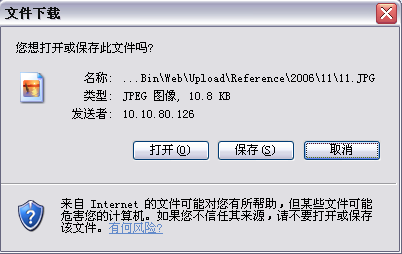 文件下载
您想打开或保存此文件吗?
名称: ...Bin\Web\Upload\Reference\2006\11\11.JPG
类型: JPEG 图像, 10.8 KB
发送者: 10.10.80.126
打开(O) 保存(S) 取消
来自 Internet 的文件可能对您有所帮助,但某些文件可能
危害您的计算机。如果您不信任其来源,请不要打开或保存
该文件。有何风险?